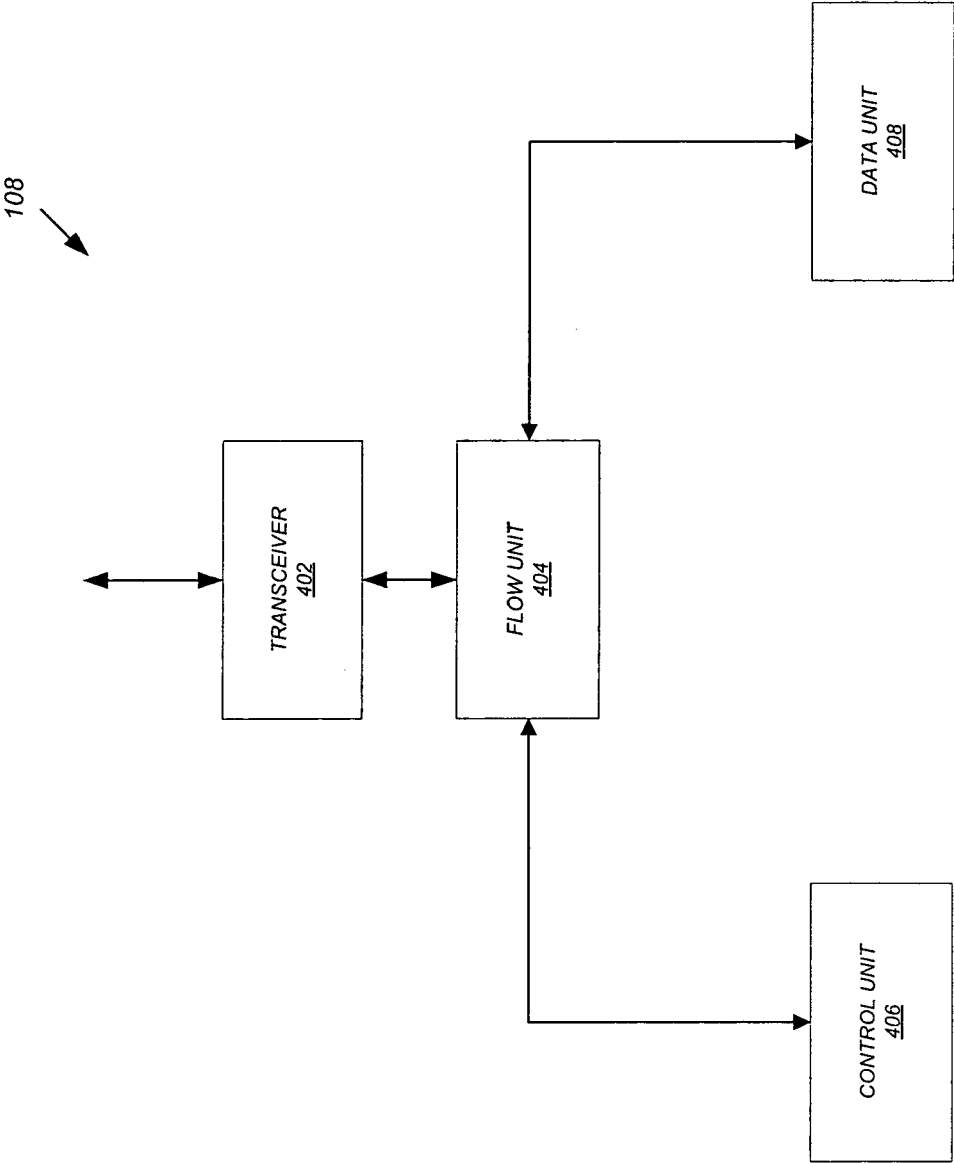 108
TRANSCEIVER
402
FLOW UNIT
404
CONTROL UNIT
406
DATA UNIT
408